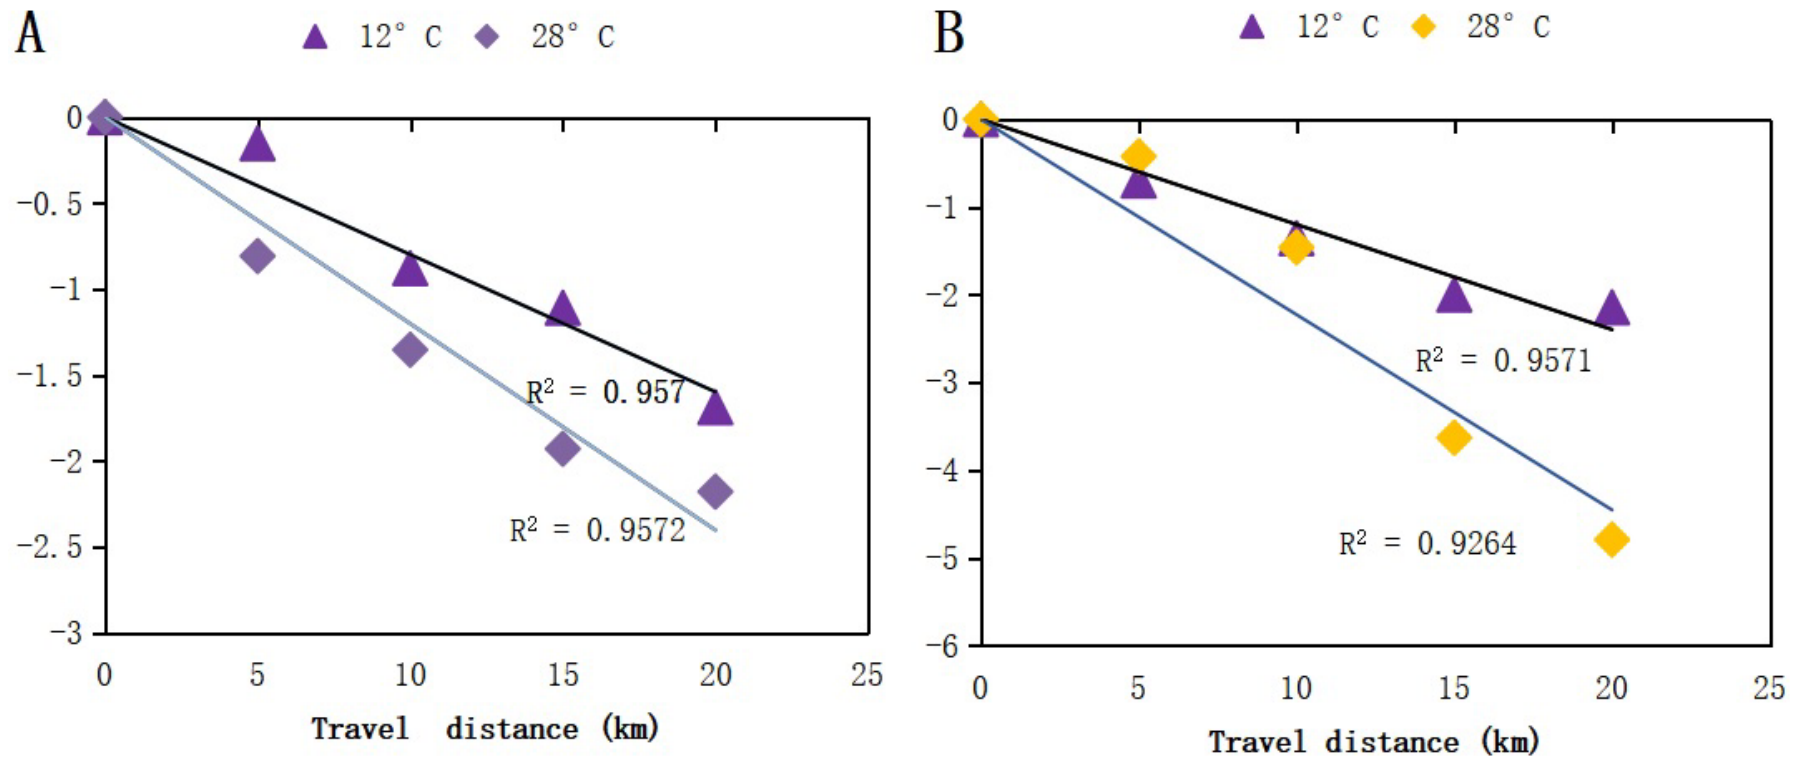 A
12° C
28° C
0
-0.5
-1
-1.5
-2
-2.5
-3
R² = 0.957
R² = 0.9572
0 5 10 15 20 25
Travel distance (km)
B
12° C
28° C
0
-1
-2
-3
-4
-5
-6
R² = 0.9571
R² = 0.9264
0 5 10 15 20 25
Travel distance (km)